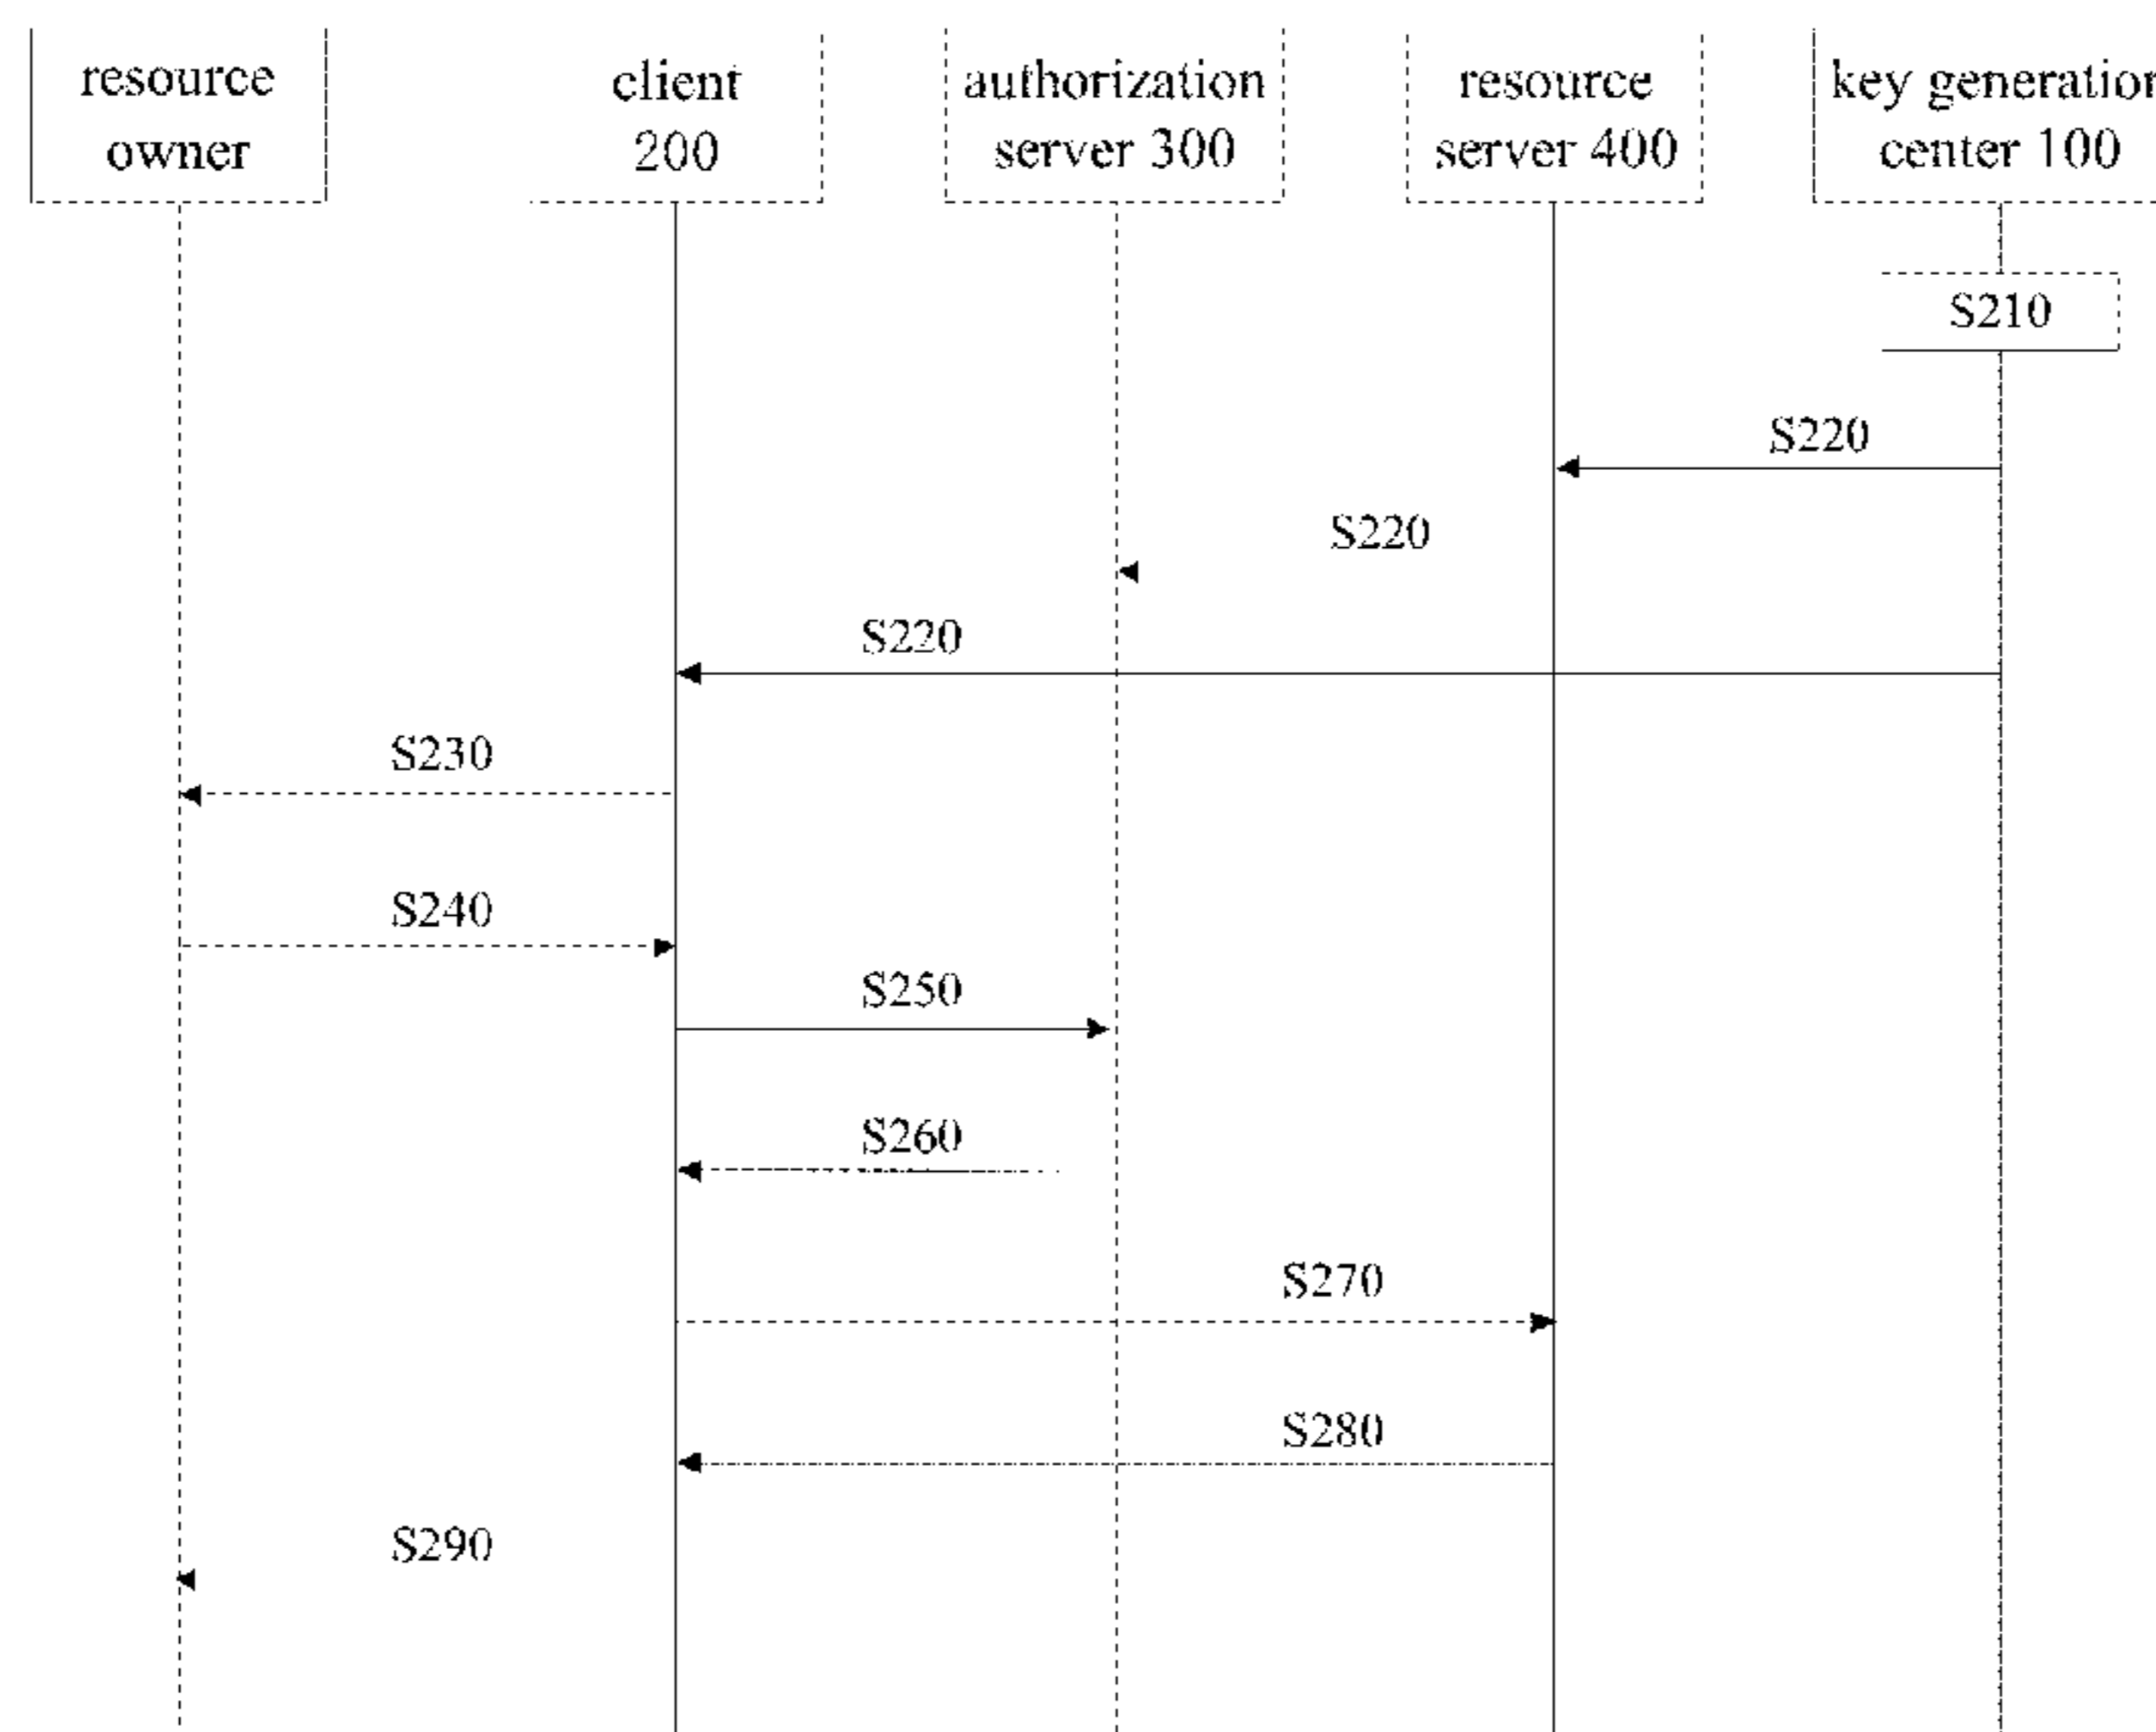 resource
owner
client
200
authorization
server 300
resource
server 400
key generation
center 100
S210
S220
S220
S220
S230
S240
S250
S260
S270
S280
S290